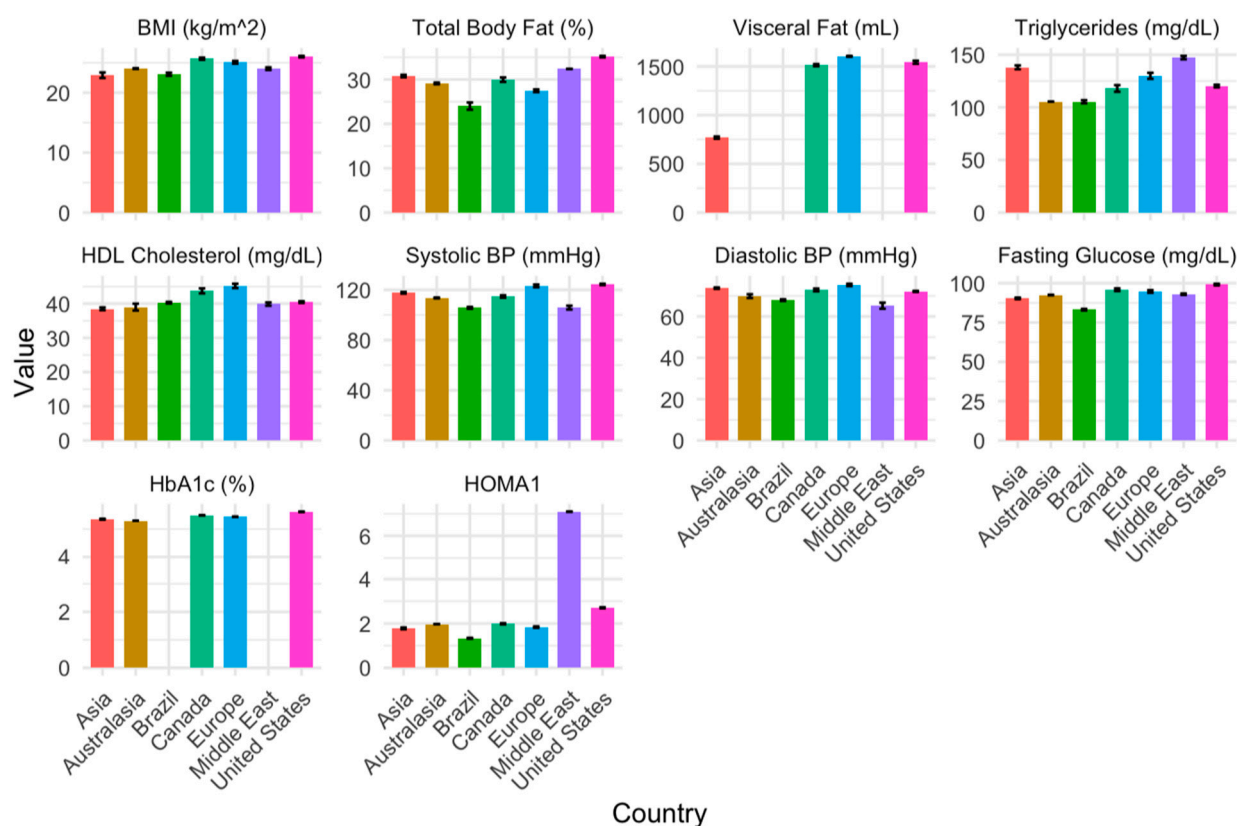 BMI (kg/m^2) Total Body Fat (%) Visceral Fat (mL) Triglycerides (mg/dL)
20
10
0
30
20
10
0
1500
1000
500
0
150
100
50
0
HDL Cholesterol (mg/dL) Systolic BP (mmHg) Diastolic BP (mmHg) Fasting Glucose (mg/dL)
40
30
20
10
0
120
80
40
0
60
40
20
0
100
75
50
25
0
Value
Asia
Australasia
Brazil
Canada
Europe
Middle East
United States
Asia
Australasia
Brazil
Canada
Europe
Middle East
United States
HbA1c (%) HOMA1
4
2
0
6
4
2
0
Asia
Australasia
Brazil
Canada
Europe
Middle East
United States
Asia
Australasia
Brazil
Canada
Europe
Middle East
United States
Country